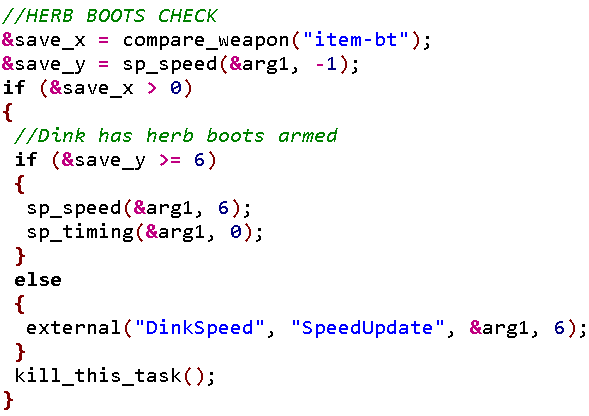 //HERB BOOTS CHECK
&save_x = compare_weapon("item-bt");
&save_y = sp_speed(&arg1, -1);
if (&save_x > 0)
{
 //Dink has herb boots armed
 if (&save_y >= 6)
 {
  sp_speed(&arg1, 6);
  sp_timing(&arg1, 0);
 }
 else
 {
  external("DinkSpeed", "SpeedUpdate", &arg1, 6);
 }
 kill_this_task();
}